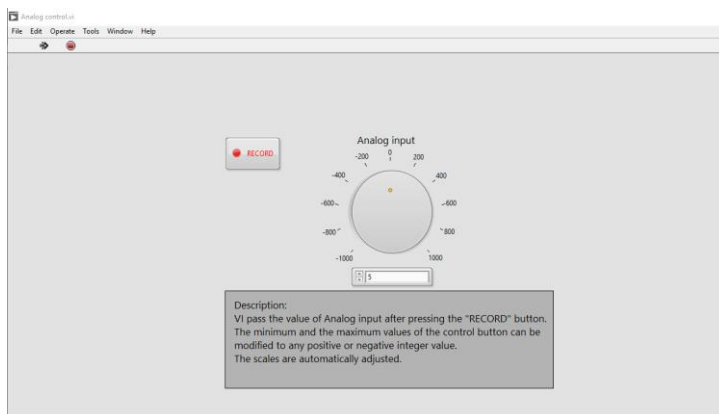 Analog control.vi
File Edit Operate Tools Window Help
RECORD
Analog input
0
-200 200
-400 400
-600 600
-800 800
-1000 1000
5
Description:
VI pass the value of Analog input after pressing the "RECORD" button.
The minimum and the maximum values of the control button can be
modified to any positive or negative integer value.
The scales are automatically adjusted.